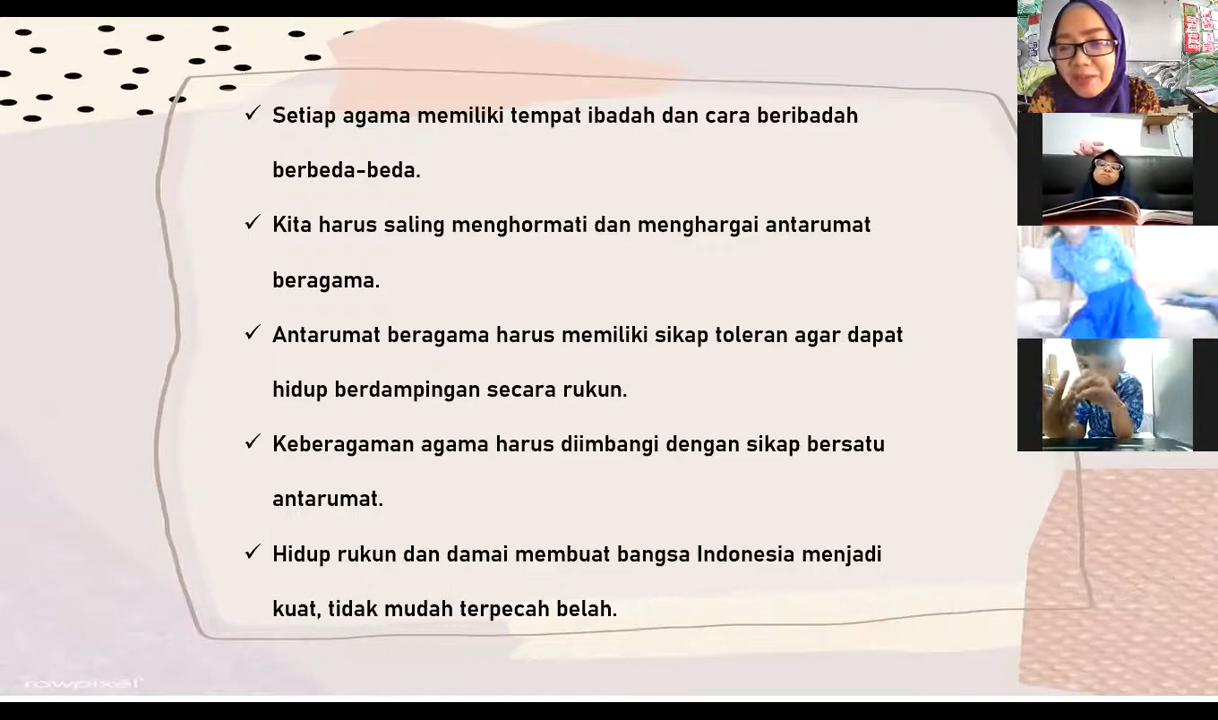 ✓ Setiap agama memiliki tempat ibadah dan cara beribadah
berbeda-beda.
✓ Kita harus saling menghormati dan menghargai antarumat
beragama.
✓ Antarumat beragama harus memiliki sikap toleran agar dapat
hidup berdampingan secara rukun.
✓ Keberagaman agama harus diimbangi dengan sikap bersatu
antarumat.
✓ Hidup rukun dan damai membuat bangsa Indonesia menjadi
kuat, tidak mudah terpecah belah.
rawpixel